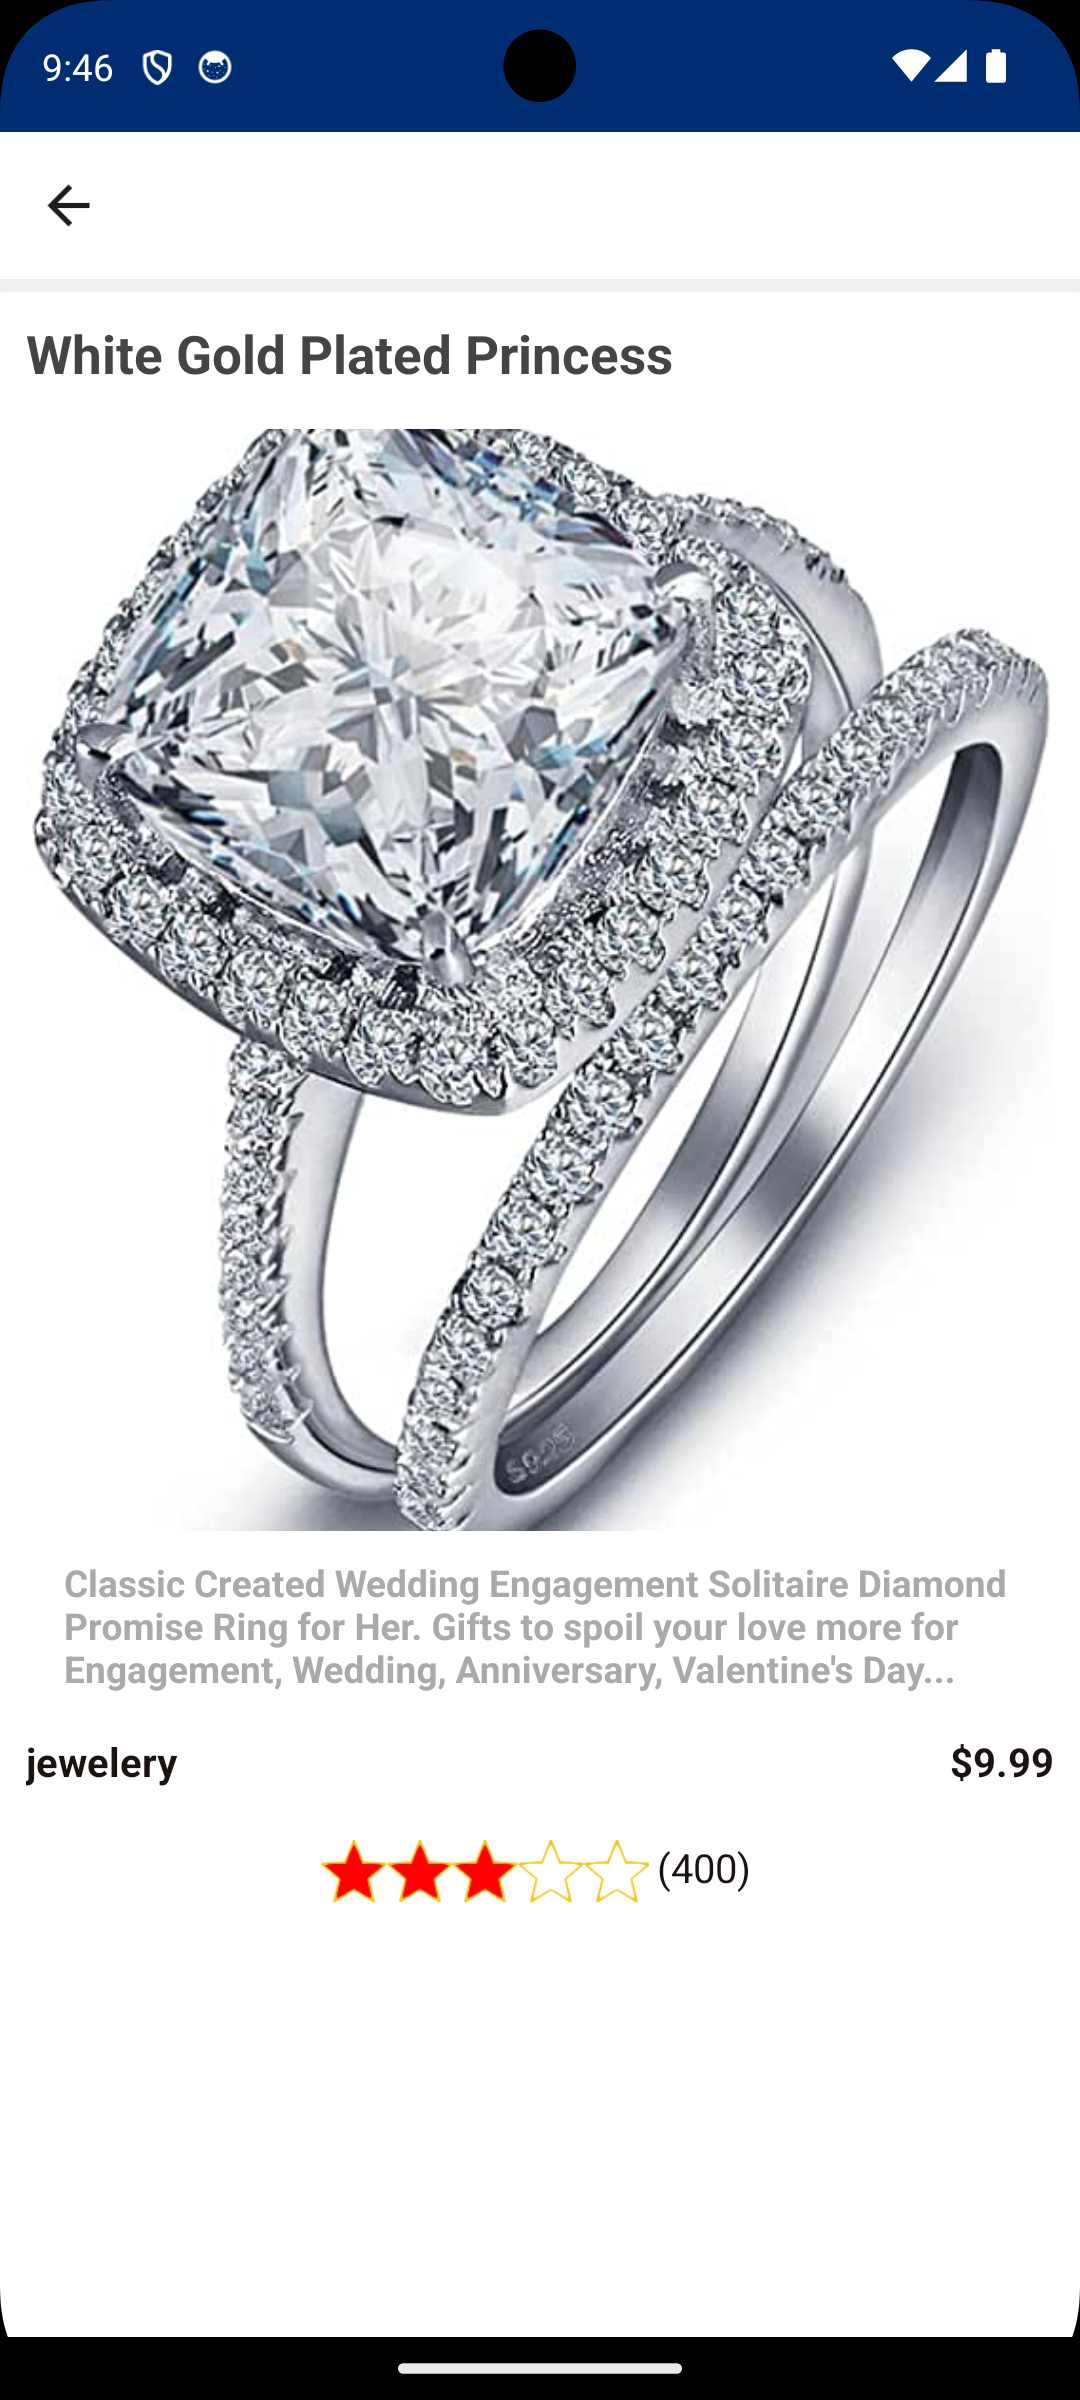 9:46
White Gold Plated Princess
S925
Classic Created Wedding Engagement Solitaire Diamond
Promise Ring for Her. Gifts to spoil your love more for
Engagement, Wedding, Anniversary, Valentine's Day...
jewelery $9.99
(400)